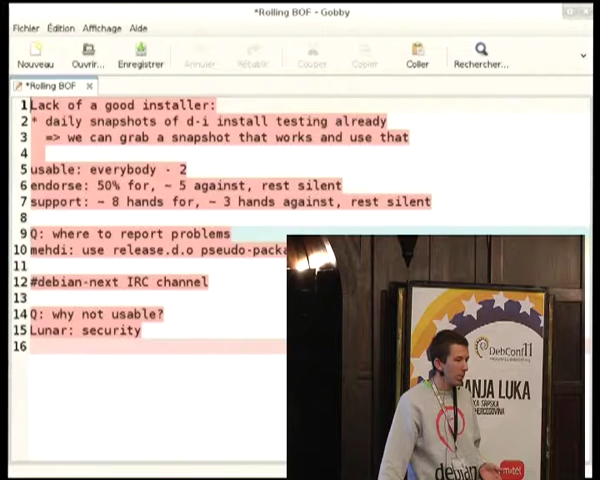 *Rolling BOF - Gobby
Fichier Édition Affichage Aide
Nouveau Ouvrir... Enregistrer Annuler Rétablir Couper Copier Coller Rechercher...
*Rolling BOF
1 Lack of a good installer:
2 * daily snapshots of d-i install testing already
3 => we can grab a snapshot that works and use that
4
5 usable: everybody - 2
6 endorse: 50% for, ~ 5 against, rest silent
7 support: ~ 8 hands for, ~ 3 hands against, rest silent
8
9 Q: where to report problems
10 mehdi: use release.d.o pseudo-packa
11
12 #debian-next IRC channel
13
14 Q: why not usable?
15 Lunar: security
16
DebConf11
ANJA LUKA
debian
m:tel